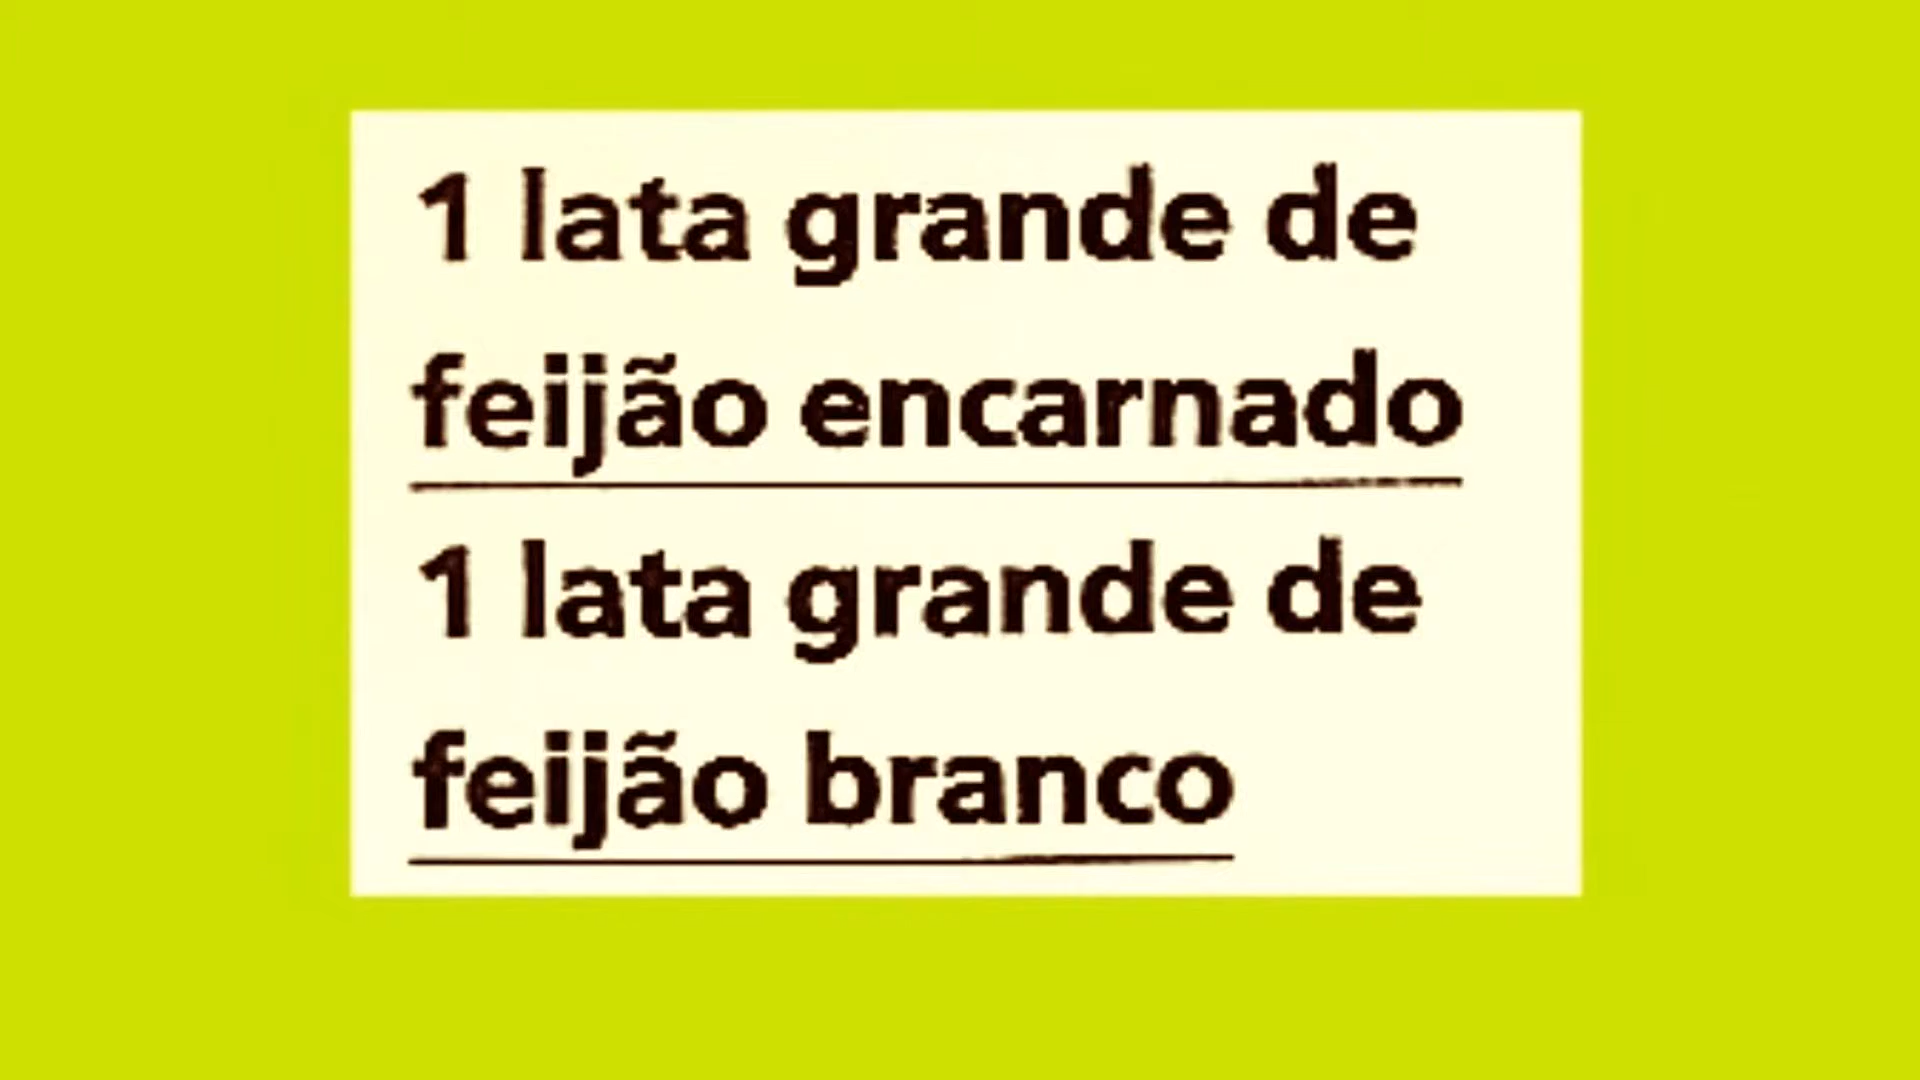 1 lata grande de
feijão encarnado
1 lata grande de
feijão branco